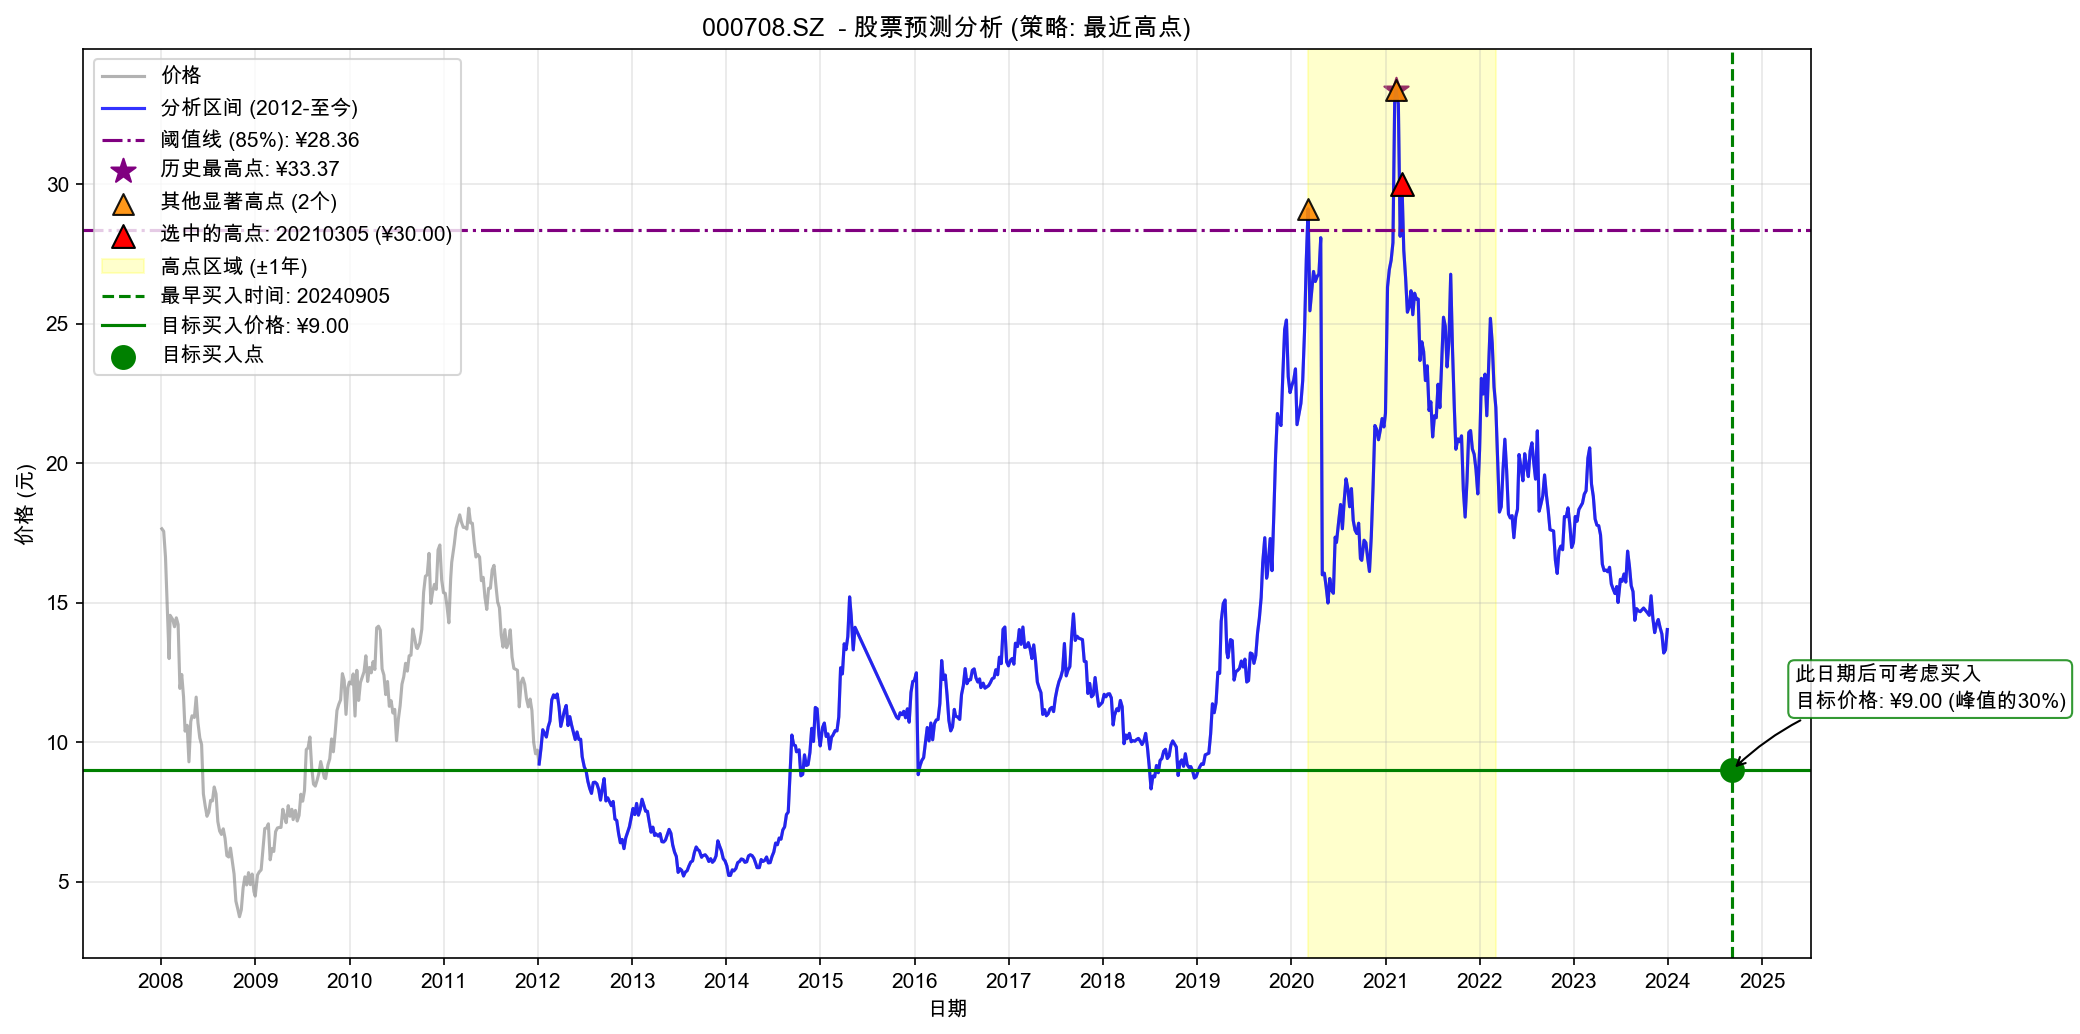 000708.SZ - 股票预测分析 (策略: 最近高点)
价格
分析区间 (2012-至今)
阈值线 (85%): ¥28.36
历史最高点: ¥33.37
其他显著高点 (2个)
选中的高点: 20210305 (¥30.00)
高点区域 (±1年)
最早买入时间: 20240905
目标买入价格: ¥9.00
目标买入点
价格 (元)
30
25
20
15
10
5
此日期后可考虑买入
目标价格: ¥9.00 (峰值的30%)
2008 2009 2010 2011 2012 2013 2014 2015 2016 2017 2018 2019 2020 2021 2022 2023 2024 2025
日期